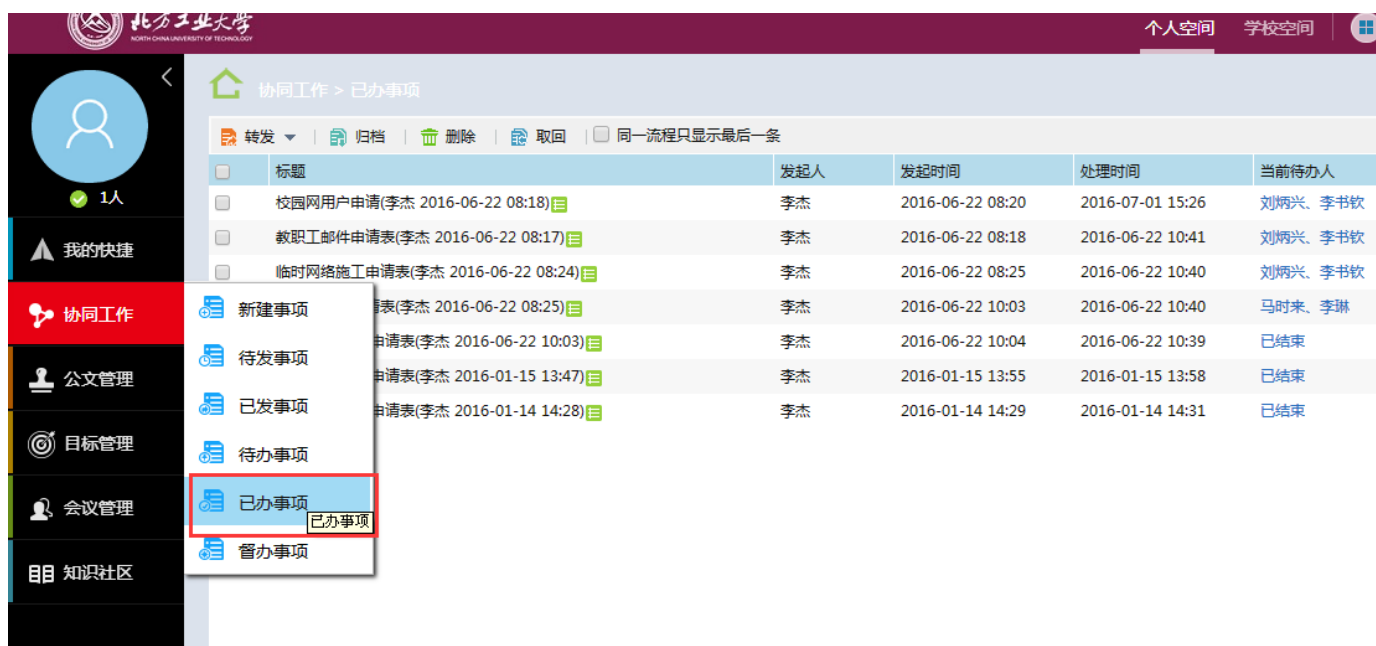 北方工业大学
NORTH CHINA UNIVERSITY OF TECHNOLOGY
个人空间 学校空间
协同工作 > 已办事项
转发 归档 删除 取回 同一流程只显示最后一条
标题 发起人 发起时间 处理时间 当前待办人
校园网用户申请(李杰 2016-06-22 08:18) 李杰 2016-06-22 08:20 2016-07-01 15:26 刘炳兴、李书钦
教职工邮件申请表(李杰 2016-06-22 08:17) 李杰 2016-06-22 08:18 2016-06-22 10:41 刘炳兴、李书钦
临时网络施工申请表(李杰 2016-06-22 08:24) 李杰 2016-06-22 08:25 2016-06-22 10:40 刘炳兴、李书钦
请表(李杰 2016-06-22 08:25) 李杰 2016-06-22 10:03 2016-06-22 10:40 马时来、李琳
申请表(李杰 2016-06-22 10:03) 李杰 2016-06-22 10:04 2016-06-22 10:39 已结束
申请表(李杰 2016-01-15 13:47) 李杰 2016-01-15 13:55 2016-01-15 13:58 已结束
申请表(李杰 2016-01-14 14:28) 李杰 2016-01-14 14:29 2016-01-14 14:31 已结束
1人
我的快捷
协同工作
公文管理
目标管理
会议管理
知识社区
新建事项
待发事项
已发事项
待办事项
已办事项
已办事项
督办事项